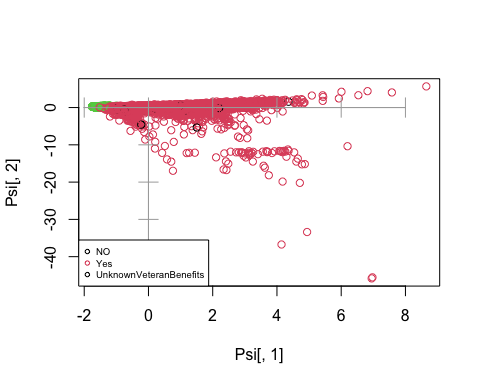 Psi[, 2]
0
-10
-20
-30
-40
NO
Yes
UnknownVeteranBenefits
-2 0 2 4 6 8
Psi[, 1]